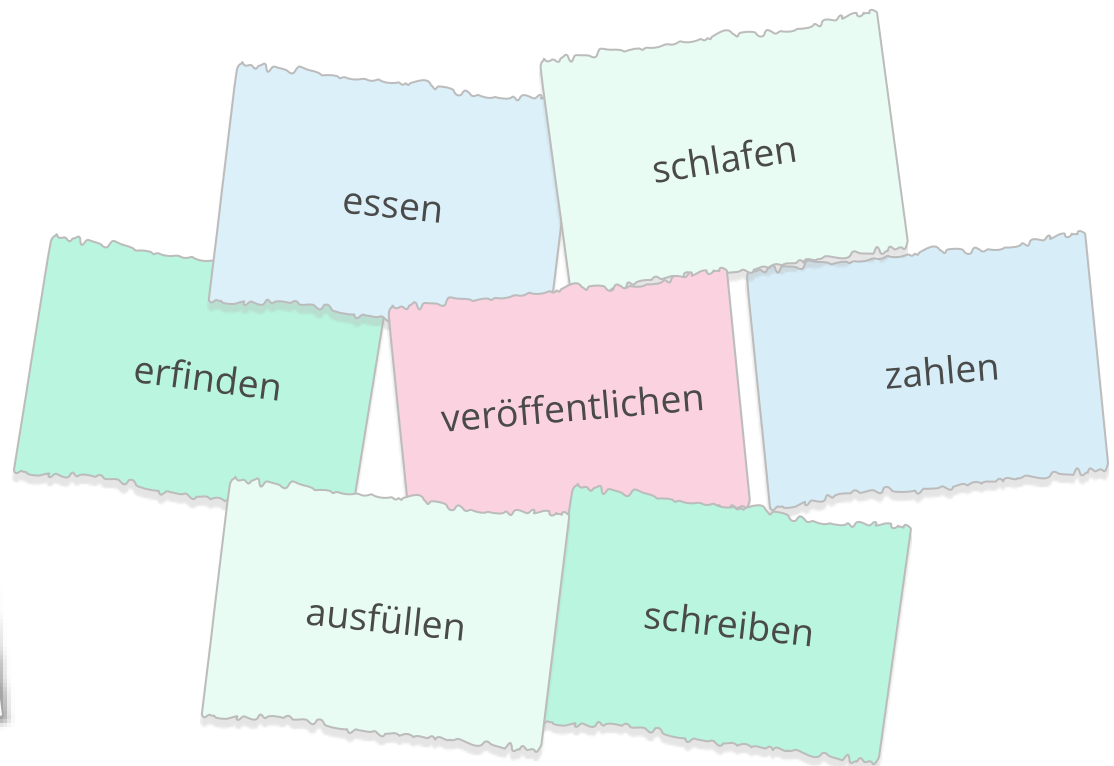 schlafen
essen
erfinden
veröffentlichen
zahlen
ausfüllen
schreiben